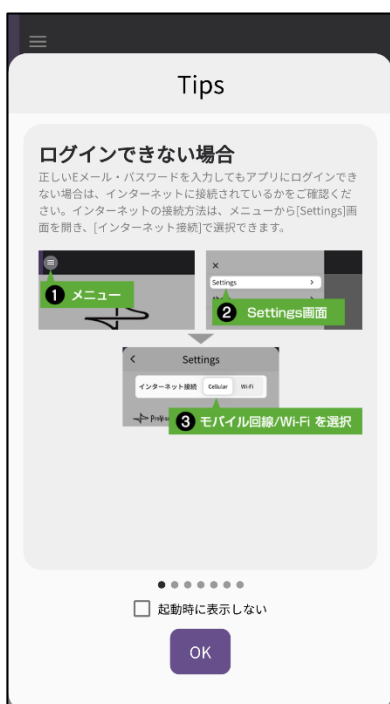 Tips
ログインできない場合
正しいEメール・パスワードを入力してもアプリにログインでき
ない場合は、インターネットに接続されているかをご確認くだ
さい。インターネットの接続方法は、メニューから[Settings]画
面を開き、[インターネット接続]で選択できます。
❶ メニュー
Settings
❷ Settings画面
Settings
インターネット接続 Cellular Wi-Fi
❸ モバイル回線/Wi-Fi を選択
起動時に表示しない
OK